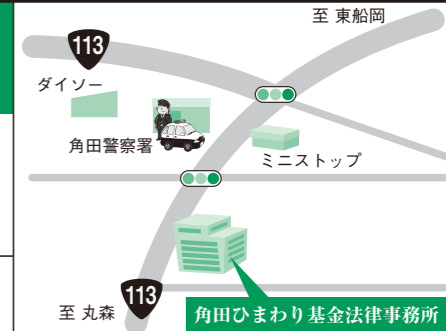 至 東船岡
113
ダイソー
角田警察署
ミニストップ
113
至 丸森
角田ひまわり基金法律事務所